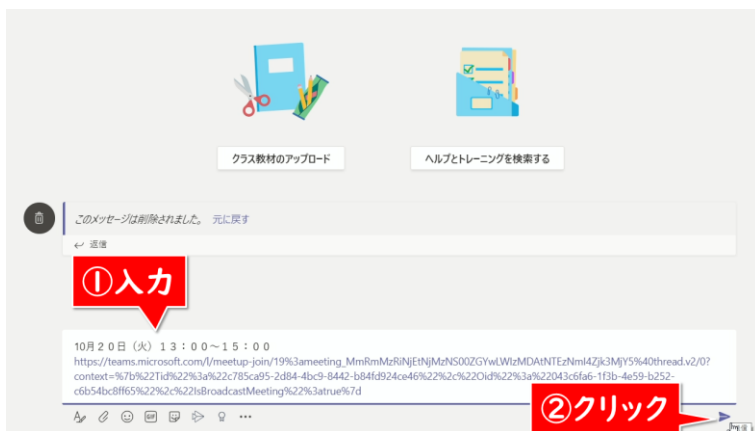 クラス教材のアップロード
ヘルプとトレーニングを検索する
このメッセージは削除されました。 元に戻す
↩ 返信
①入力
10月20日（火）13：00～15：00
https://teams.microsoft.com/l/meetup-join/19%3ameeting_MmRmMzRiNjEtNjMzNS00ZGYwLWIzMDAtNTEzNmI4Zjk3MjY5%40thread.v2/0?
context=%7b%22Tid%22%3a%22c785ca95-2d84-4bc9-8442-b84fd924ce46%22%2c%22Oid%22%3a%22043c6fa6-1f3b-4e59-b252-
c6b54bc8ff65%22%2c%22IsBroadcastMeeting%22%3atrue%7d
GIF
②クリック